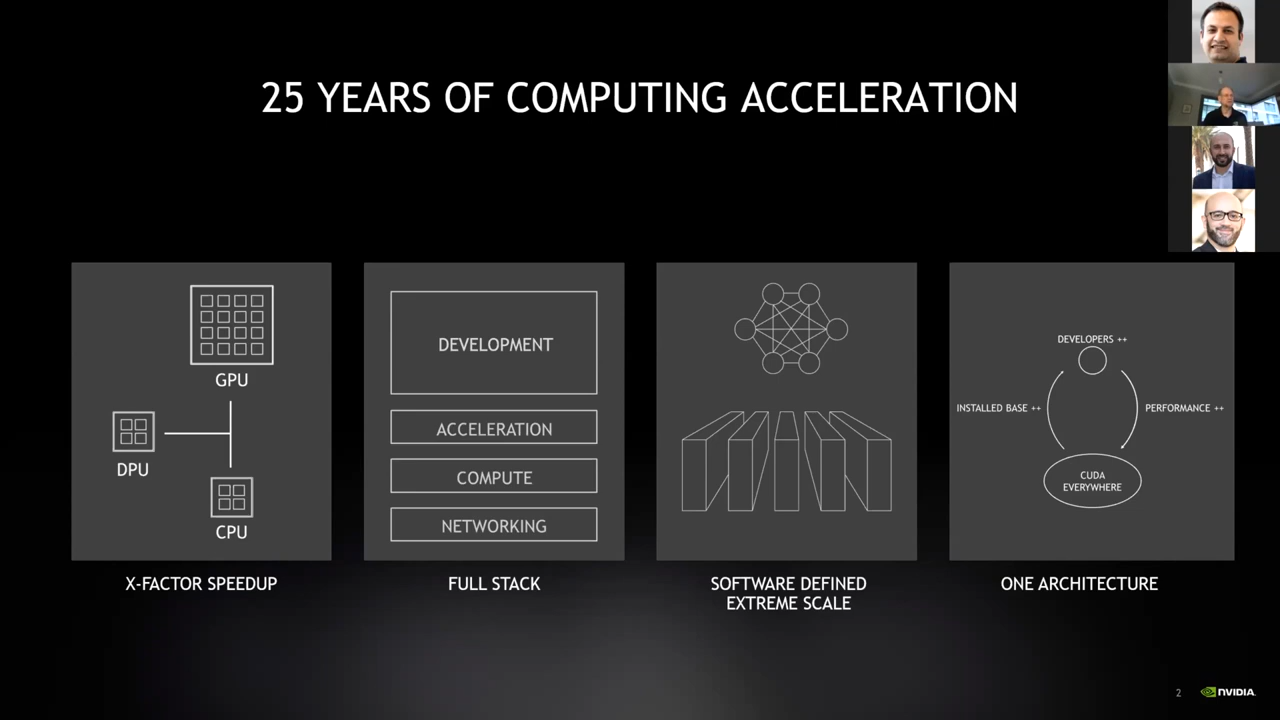 25 YEARS OF COMPUTING ACCELERATION
GPU
DPU
CPU
X-FACTOR SPEEDUP
DEVELOPMENT
ACCELERATION
COMPUTE
NETWORKING
FULL STACK
SOFTWARE DEFINED
EXTREME SCALE
DEVELOPERS ++
INSTALLED BASE ++
PERFORMANCE ++
CUDA
EVERYWHERE
ONE ARCHITECTURE
2
NVIDIA.